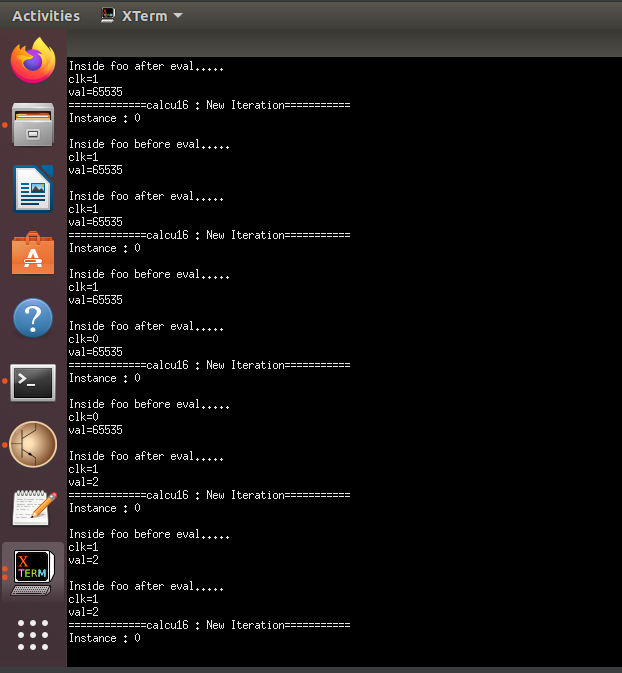 Activities XTerm
Inside foo after eval.....
clk=1
val=65535
=============calcu16 : New Iteration===========
Instance : 0
Inside foo before eval.....
clk=1
val=65535
Inside foo after eval.....
clk=1
val=65535
=============calcu16 : New Iteration===========
Instance : 0
Inside foo before eval.....
clk=1
val=65535
Inside foo after eval.....
clk=0
val=65535
=============calcu16 : New Iteration===========
Instance : 0
Inside foo before eval.....
clk=0
val=65535
Inside foo after eval.....
clk=1
val=2
=============calcu16 : New Iteration===========
Instance : 0
Inside foo before eval.....
clk=1
val=2
Inside foo after eval.....
clk=1
val=2
=============calcu16 : New Iteration===========
Instance : 0
A
?
>_
X
TERM